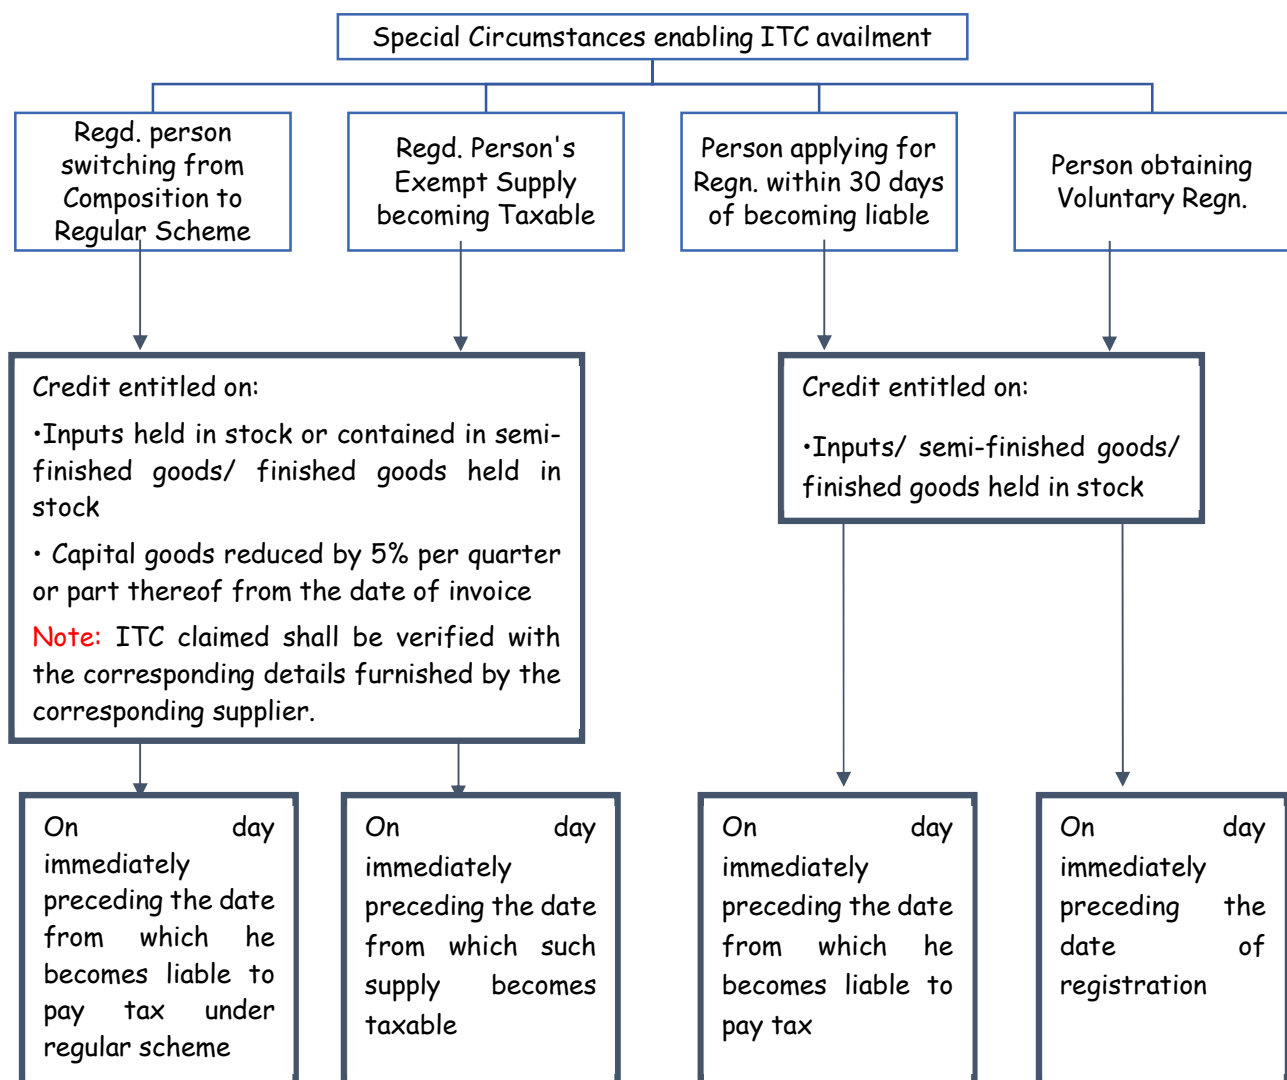 Special Circumstances enabling ITC availment
Regd. person
switching from
Composition to
Regular Scheme
Regd. Person's
Exempt Supply
becoming Taxable
Person applying for
Regn. within 30 days
of becoming liable
Person obtaining
Voluntary Regn.
Credit entitled on:
•Inputs held in stock or contained in semi-
finished goods/ finished goods held in
stock
• Capital goods reduced by 5% per quarter
or part thereof from the date of invoice
Note: ITC claimed shall be verified with
the corresponding details furnished by the
corresponding supplier.
Credit entitled on:
•Inputs/ semi-finished goods/
finished goods held in stock
On day
immediately
preceding the date
from which he
becomes liable to
pay tax under
regular scheme
On day
immediately
preceding the date
from which such
supply becomes
taxable
On day
immediately
preceding the date
from which he
becomes liable to
pay tax
On day
immediately
preceding the
date of
registration